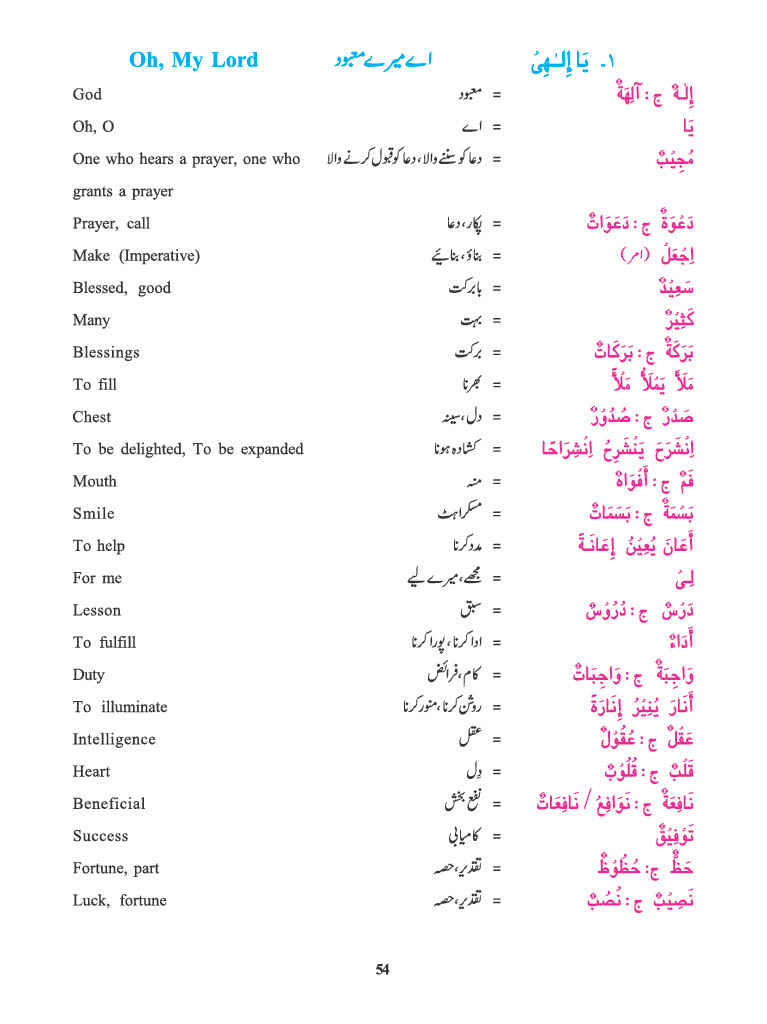 Oh, My Lord اے میرے معبود ۱۔ يَا إِلٰـهِيْ
God معبود = إِلٰهٌ ج : آلِهَةٌ
Oh, O اے = يَا
One who hears a prayer, one who دعا کو سننے والا، دعا کو قبول کرنے والا = مُجِيْبٌ
grants a prayer
Prayer, call پکار، دعا = دَعْوَةٌ ج : دَعَوَاتٌ
Make (Imperative) بناؤ، بنائیے = اِجْعَلْ (امر)
Blessed, good بابرکت = سَعِيْدٌ
Many بہت = كَثِيْرٌ
Blessings برکت = بَرَكَةٌ ج : بَرَكَاتٌ
To fill بھرنا = مَلَأَ يَمْلَأُ مَلْأً
Chest دل، سینہ = صَدْرٌ ج : صُدُوْرٌ
To be delighted, To be expanded کشادہ ہونا = اِنْشَرَحَ يَنْشَرِحُ اِنْشِرَاحًا
Mouth منہ = فَمٌ ج : أَفْوَاهٌ
Smile مسکراہٹ = بَسْمَةٌ ج : بَسَمَاتٌ
To help مدد کرنا = أَعَانَ يُعِيْنُ إِعَانَةً
For me مجھے، میرے لیے = لِيْ
Lesson سبق = دَرْسٌ ج : دُرُوْسٌ
To fulfill ادا کرنا، پورا کرنا = أَدَاءٌ
Duty کام، فرائض = وَاجِبَةٌ ج : وَاجِبَاتٌ
To illuminate روشن کرنا، منور کرنا = أَنَارَ يُنِيْرُ إِنَارَةً
Intelligence عقل = عَقْلٌ ج : عُقُوْلٌ
Heart دِل = قَلْبٌ ج : قُلُوْبٌ
Beneficial نفع بخش = نَافِعَةٌ ج : نَوَافِعُ / نَافِعَاتٌ
Success کامیابی = تَوْفِيْقٌ
Fortune, part تقدیر، حصہ = حَظٌّ ج: حُظُوْظٌ
Luck, fortune تقدیر، حصہ = نَصِيْبٌ ج : نُصُبٌ
54